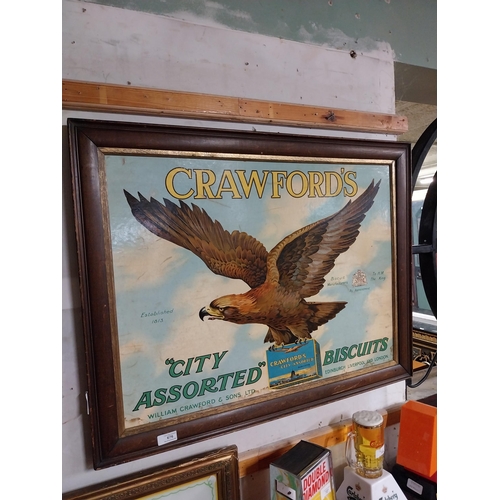 CRAWFORD'S
Established
1813
"CITY
ASSORTED"
BISCUITS
CRAWFORD'S
WILLIAM CRAWFORD & SONS, LTD.
EDINBURGH, LIVERPOOL AND LONDON
DOUBLE